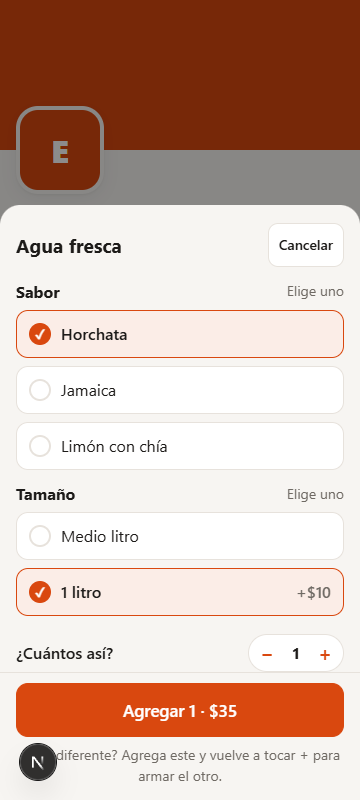 E
Agua fresca
Cancelar
Sabor
Elige uno
Horchata
Jamaica
Limón con chía
Tamaño
Elige uno
Medio litro
1 litro
+$10
¿Cuántos así?
− 1 +
Agregar 1 · $35
diferente? Agrega este y vuelve a tocar + para
armar el otro.
N